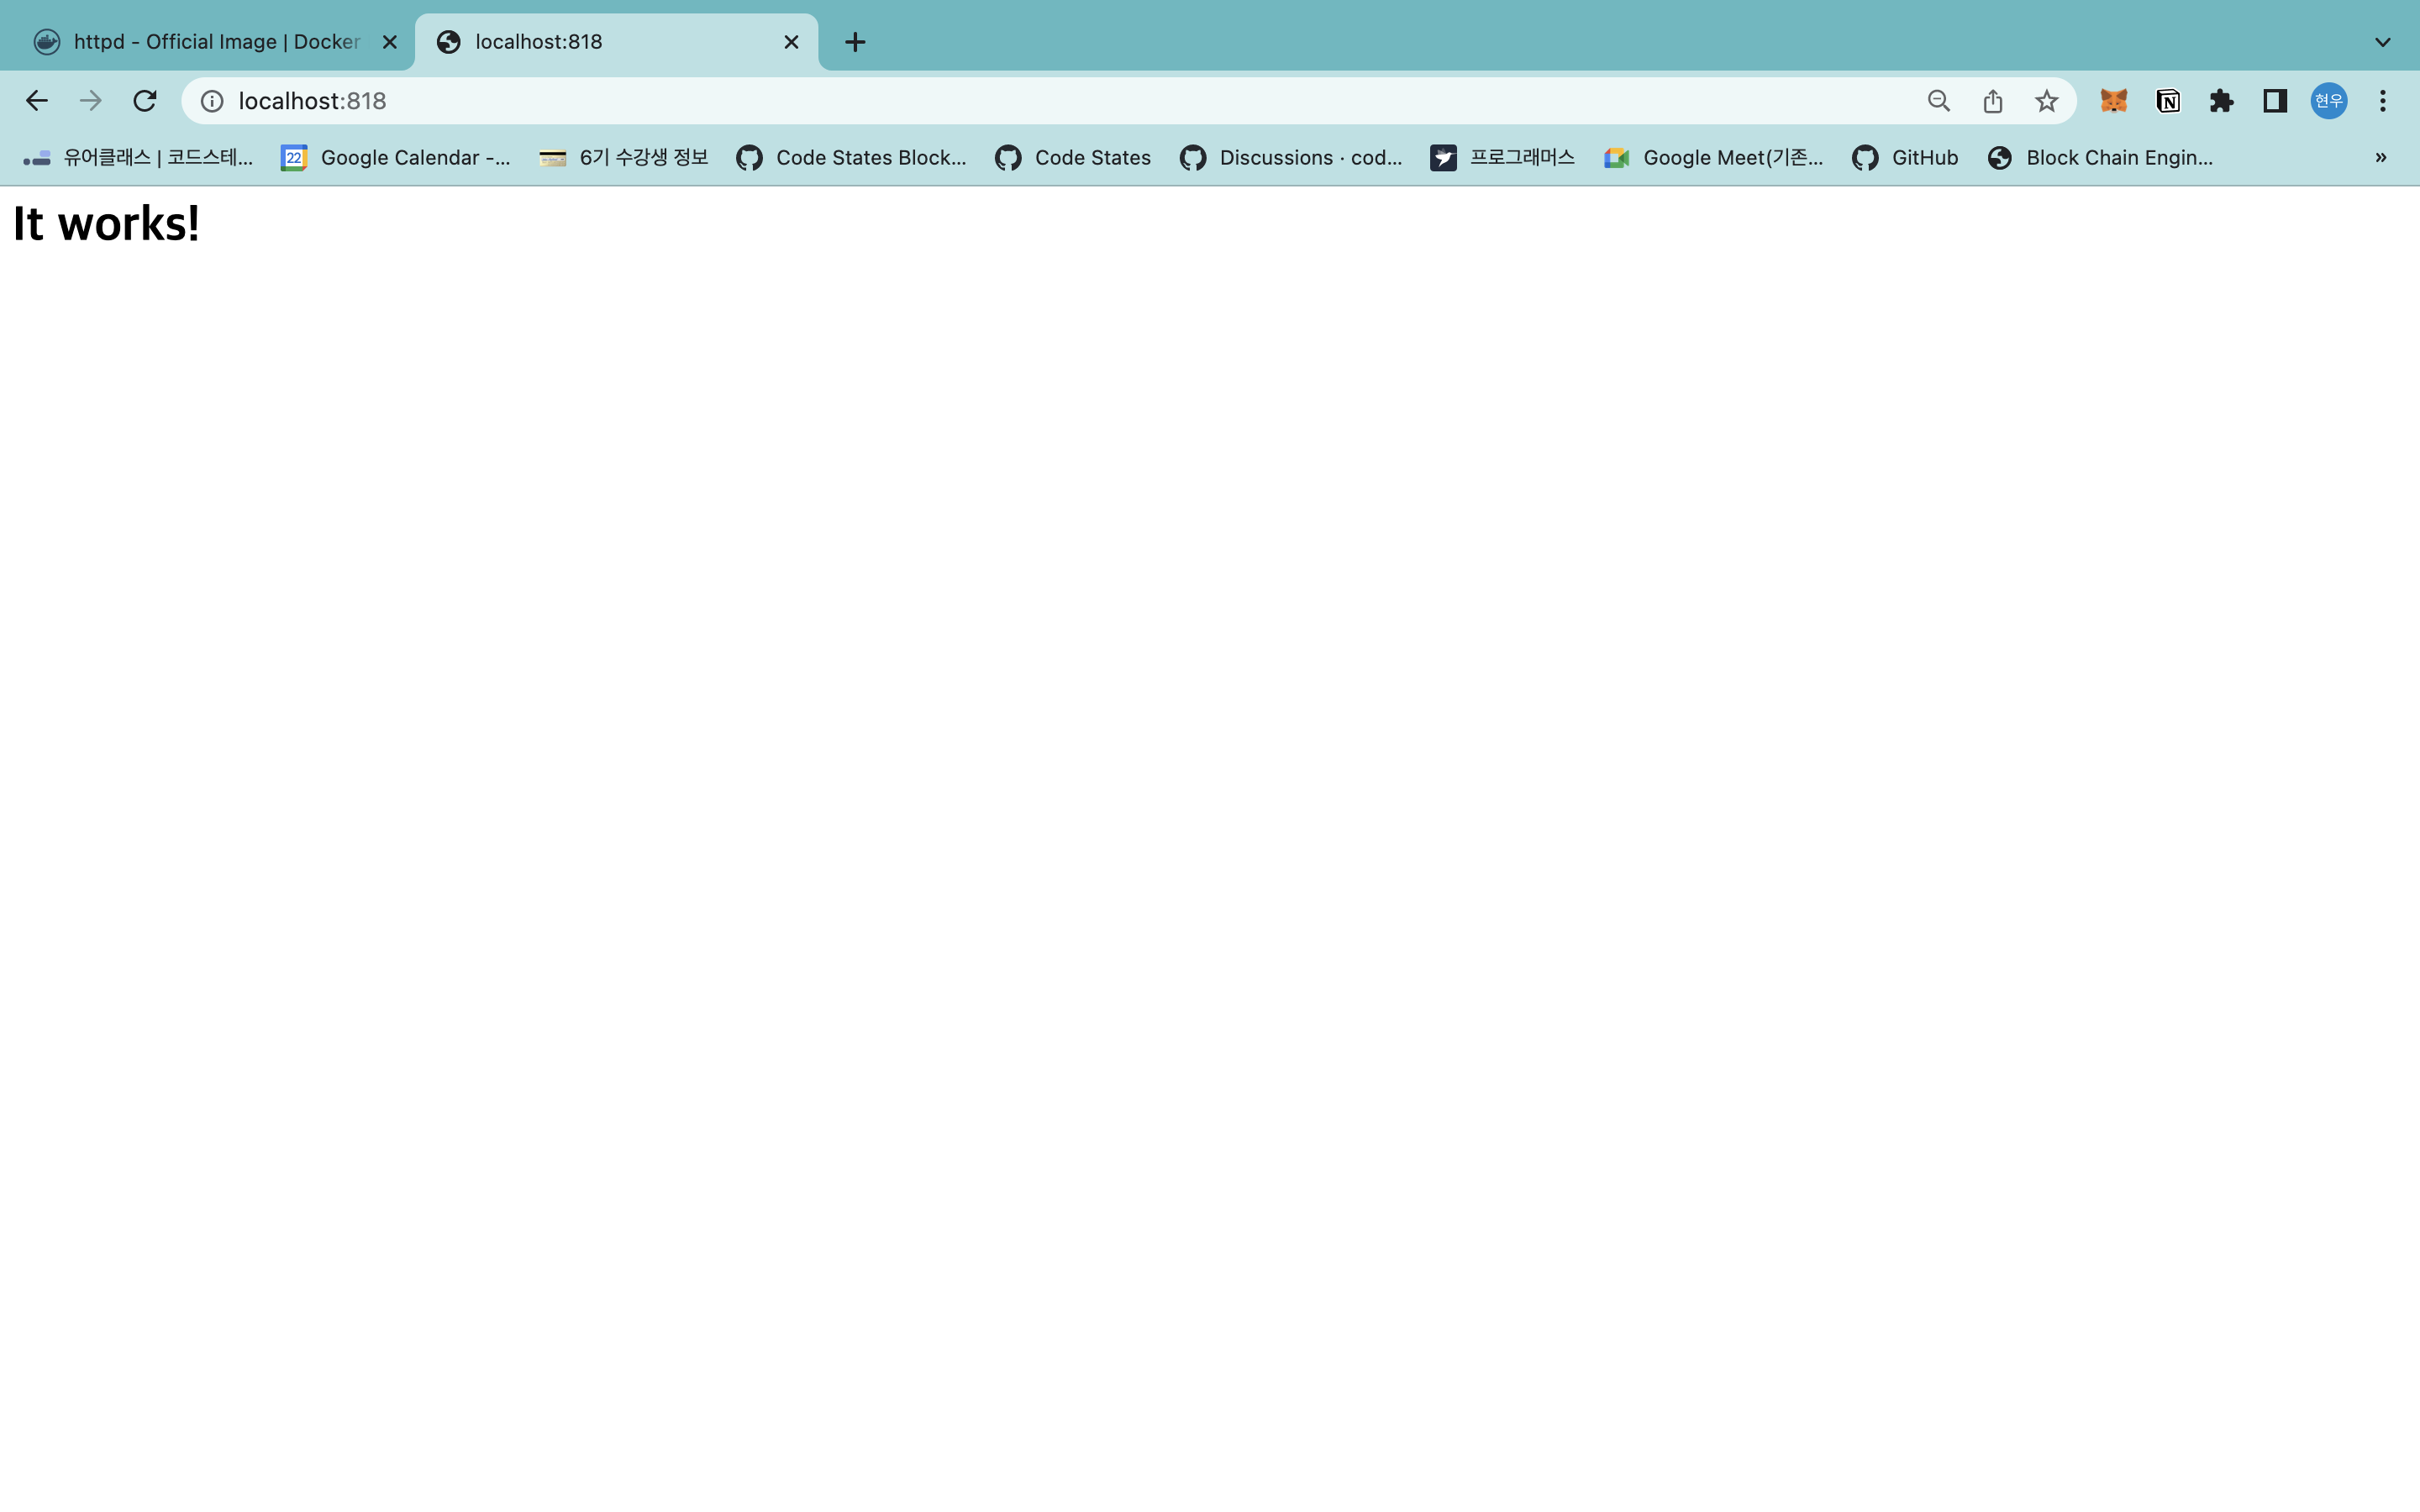 httpd - Official Image | Docker
localhost:818
localhost:818
현우
유어클래스 | 코드스테...
22
Google Calendar -...
6기 수강생 정보
Code States Block...
Code States
Discussions · cod...
프로그래머스
Google Meet(기존...
GitHub
Block Chain Engin...
»
It works!